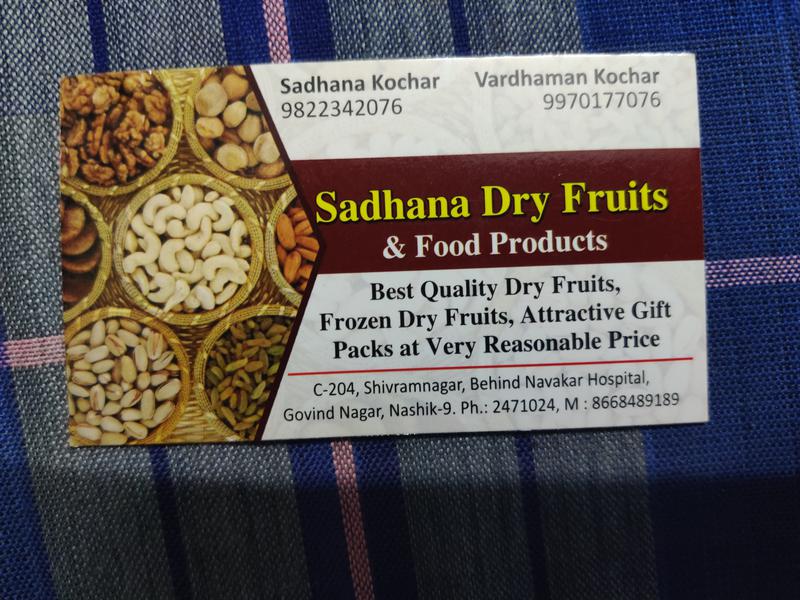 Sadhana Kochar
9822342076
Vardhaman Kochar
9970177076
Sadhana Dry Fruits
& Food Products
Best Quality Dry Fruits,
Frozen Dry Fruits, Attractive Gift
Packs at Very Reasonable Price
C-204, Shivramnagar, Behind Navakar Hospital,
Govind Nagar, Nashik-9. Ph.: 2471024, M : 8668489189